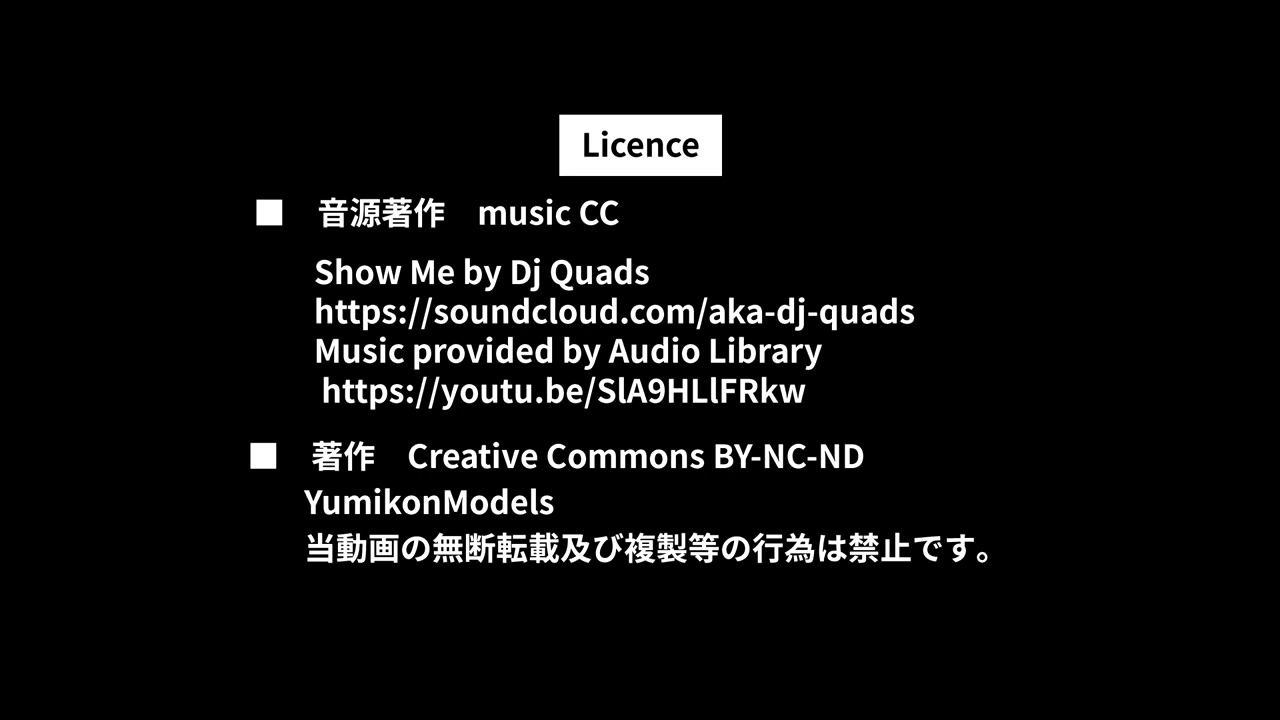 Licence
■　音源著作　music CC
Show Me by Dj Quads
https://soundcloud.com/aka-dj-quads
Music provided by Audio Library
https://youtu.be/SlA9HLlFRkw
■　著作　Creative Commons BY-NC-ND
YumikonModels
当動画の無断転載及び複製等の行為は禁止です。